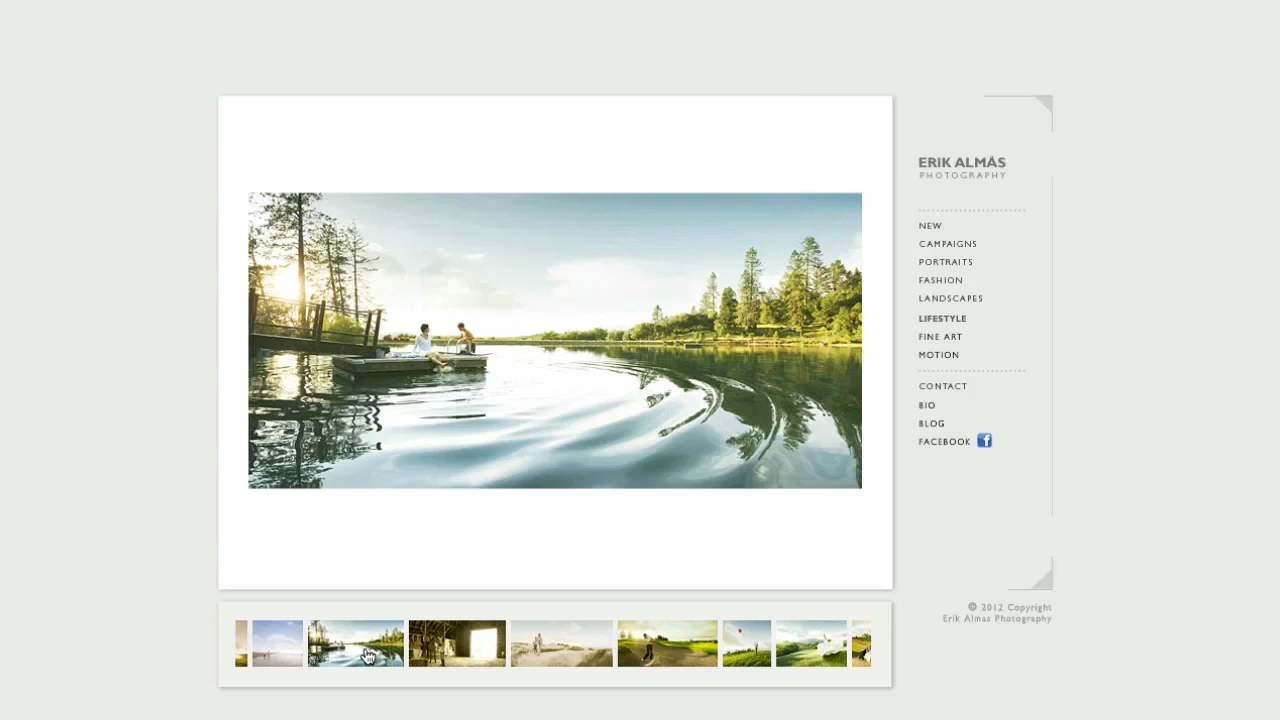 ERIK ALMÅS
PHOTOGRAPHY
NEW
CAMPAIGNS
PORTRAITS
FASHION
LANDSCAPES
LIFESTYLE
FINE ART
MOTION
CONTACT
BIO
BLOG
FACEBOOK f
© 2012 Copyright
Erik Almas Photography